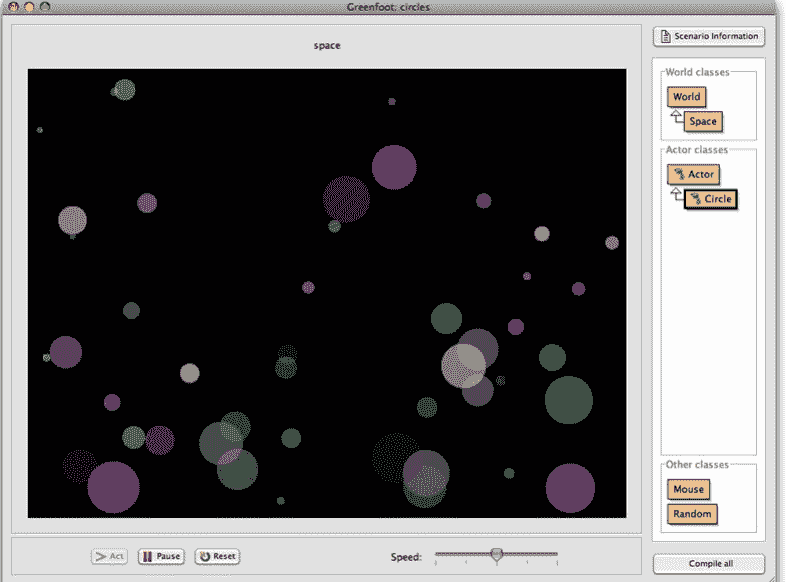 Greenfoot: circles
space
Scenario Information
World classes
World
Space
Actor classes
Actor
Circle
Other classes
Mouse
Random
Act
Pause
Reset
Speed:
Compile all